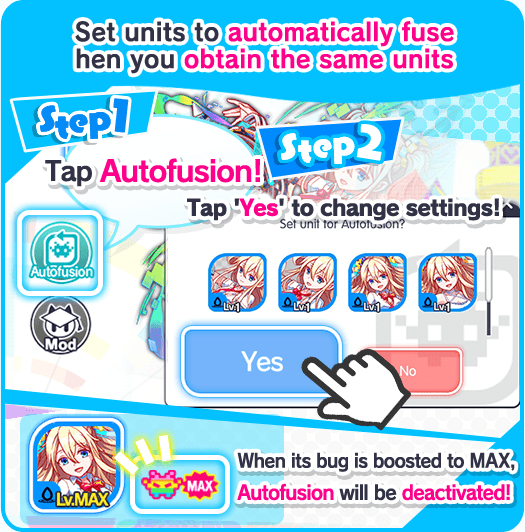 Set units to automatically fuse
hen you obtain the same units
Step1
Tap Autofusion!
Step2
Tap 'Yes' to change settings!
Set unit for Autofusion?
Autofusion
Mod
Lv.1
Lv.1
Lv.1
Lv.1
Yes
No
Lv.MAX
MAX
When its bug is boosted to MAX,
Autofusion will be deactivated!